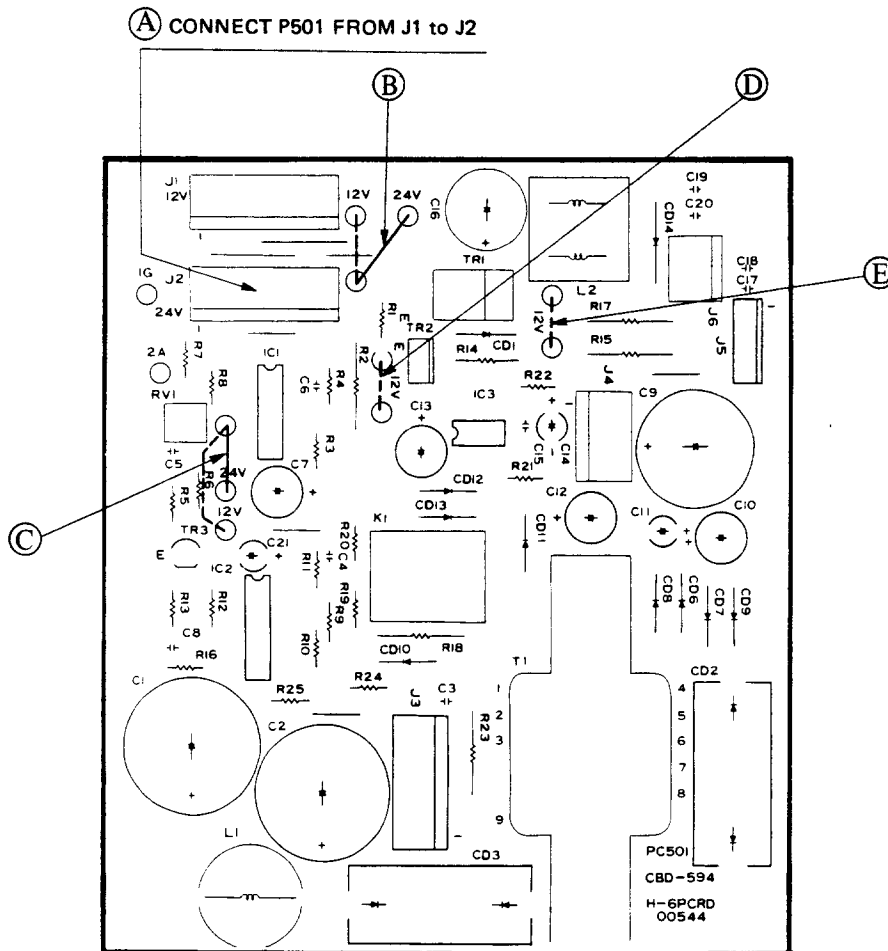 A CONNECT P501 FROM J1 to J2
B
D
J1
12V
12V
24V
C16
C19
C20
CD14
TR1
L2
C18
C17
E
1G
J2
24V
R1
E
TR2
E
CD1
12V
R17
J6
J5
R7
IC1
R2
12V
R14
R15
2A
R8
C6
R4
R22
J4
C9
RV1
IC3
C13
C5
R3
C15
C14
R6
24V
C7
CD12
R21
R5
12V
CD13
C12
C11
C10
C
TR3
K1
CD11
E
IC2
C21
R20
C4
R11
CD8
CD6
CD7
CD9
R13
R12
R19
R9
C8
R10
R18
R16
CD10
T1
CD2
C1
R25
R24
J3
C3
1
4
C2
2
5
R23
3
6
7
8
9
L1
CD3
PC501
CBD-594
H-6PCRD
00544